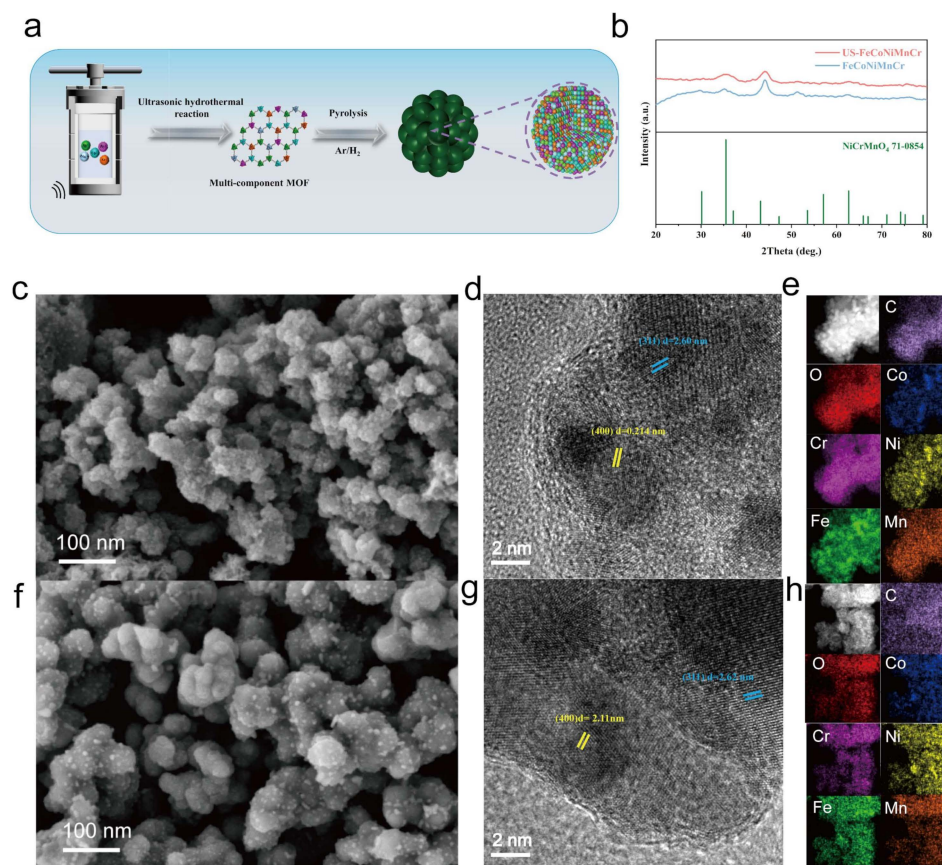 a
Ultrasonic hydrothermal
reaction
Pyrolysis
Ar/H₂
Multi-component MOF
b
US-FeCoNiMnCr
FeCoNiMnCr
NiCrMnO₄ 71-0854
Intensity (a.u.)
20 30 40 50 60 70 80
2Theta (deg.)
c
100 nm
d
(311) d=2.60 nm
(400) d=0.214 nm
2 nm
e
C
O
Co
Cr
Ni
Fe
Mn
f
100 nm
g
(311) d=2.62 nm
(400)d= 2.11nm
2 nm
h
C
O
Co
Cr
Ni
Fe
Mn